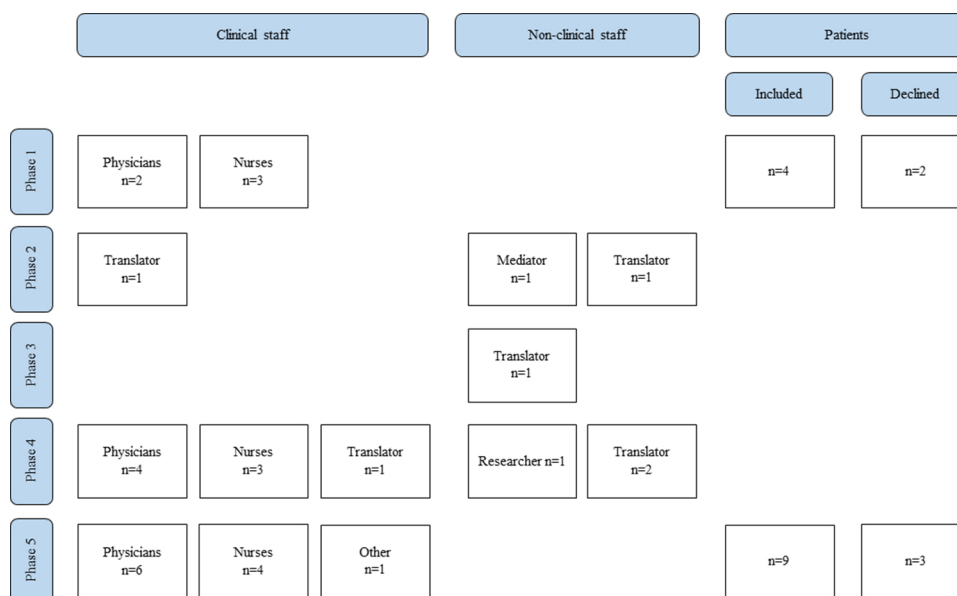 Clinical staff
Non-clinical staff
Patients
Included
Declined
Phase 1
Physicians
n=2
Nurses
n=3
n=4
n=2
Phase 2
Translator
n=1
Mediator
n=1
Translator
n=1
Phase 3
Translator
n=1
Phase 4
Physicians
n=4
Nurses
n=3
Translator
n=1
Researcher n=1
Translator
n=2
Phase 5
Physicians
n=6
Nurses
n=4
Other
n=1
n=9
n=3